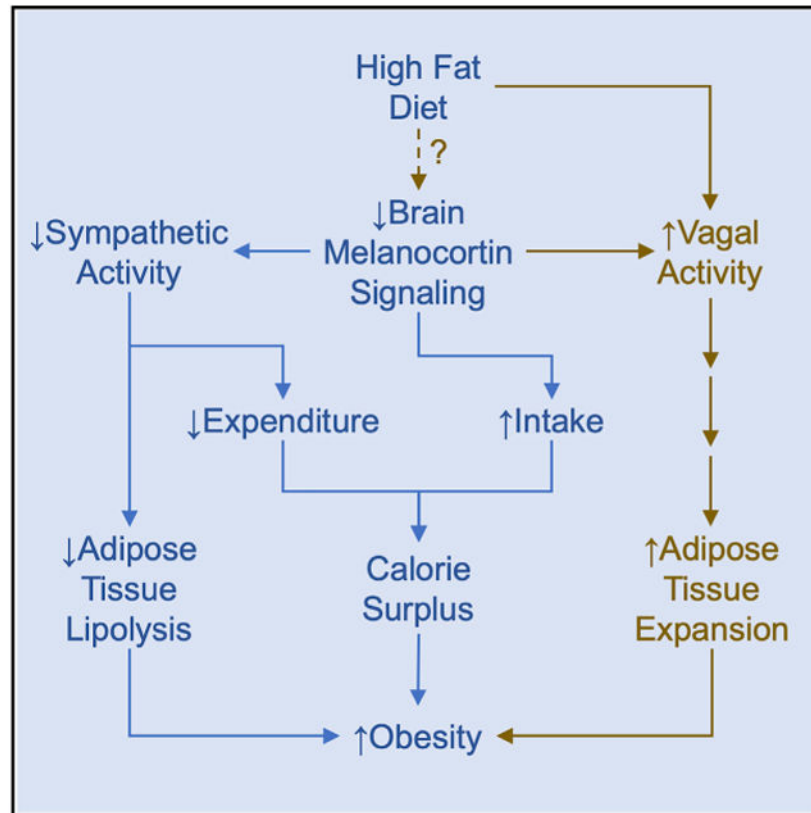 High Fat
Diet
?
↓Brain
Melanocortin
Signaling
↓Sympathetic
Activity
↑Vagal
Activity
↓Expenditure
↑Intake
↓Adipose
Tissue
Lipolysis
Calorie
Surplus
↑Adipose
Tissue
Expansion
↑Obesity